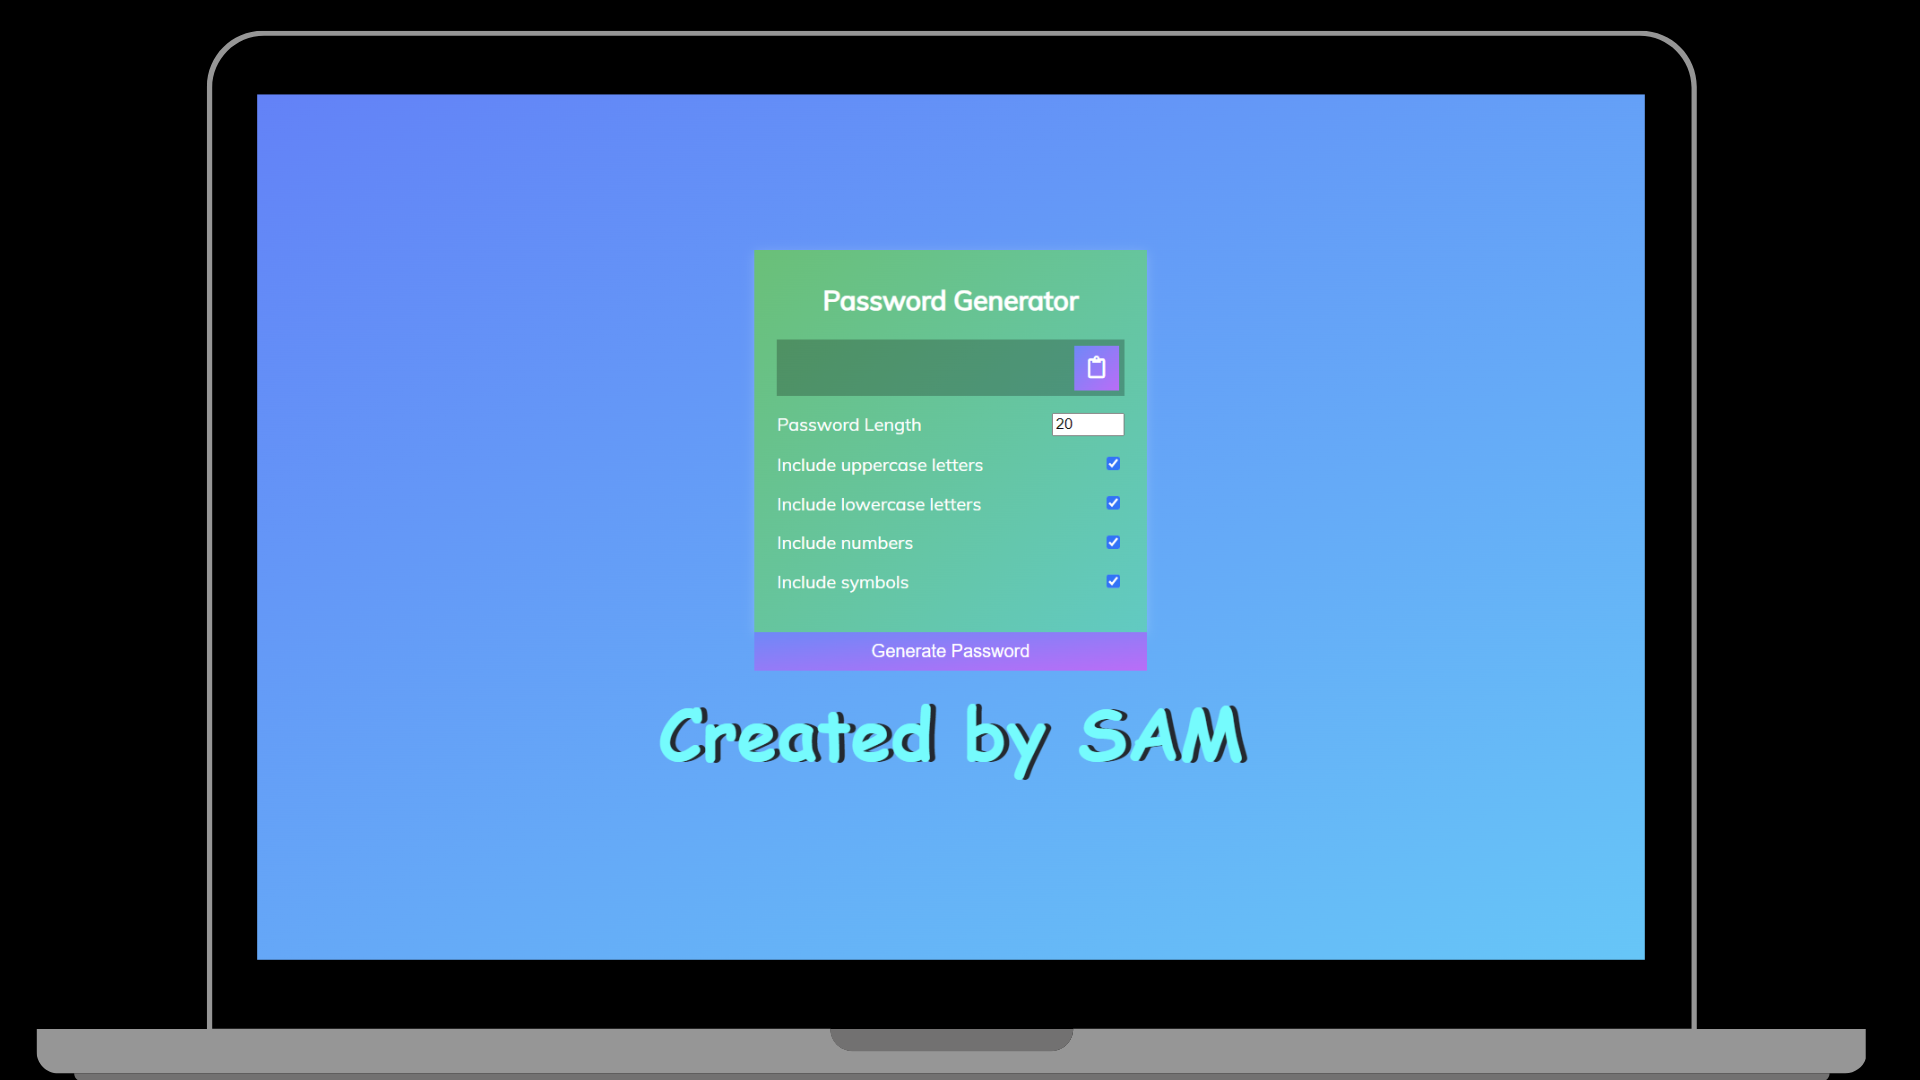 Password Generator
Password Length 20
Include uppercase letters
Include lowercase letters
Include numbers
Include symbols
Generate Password
Created by SAM